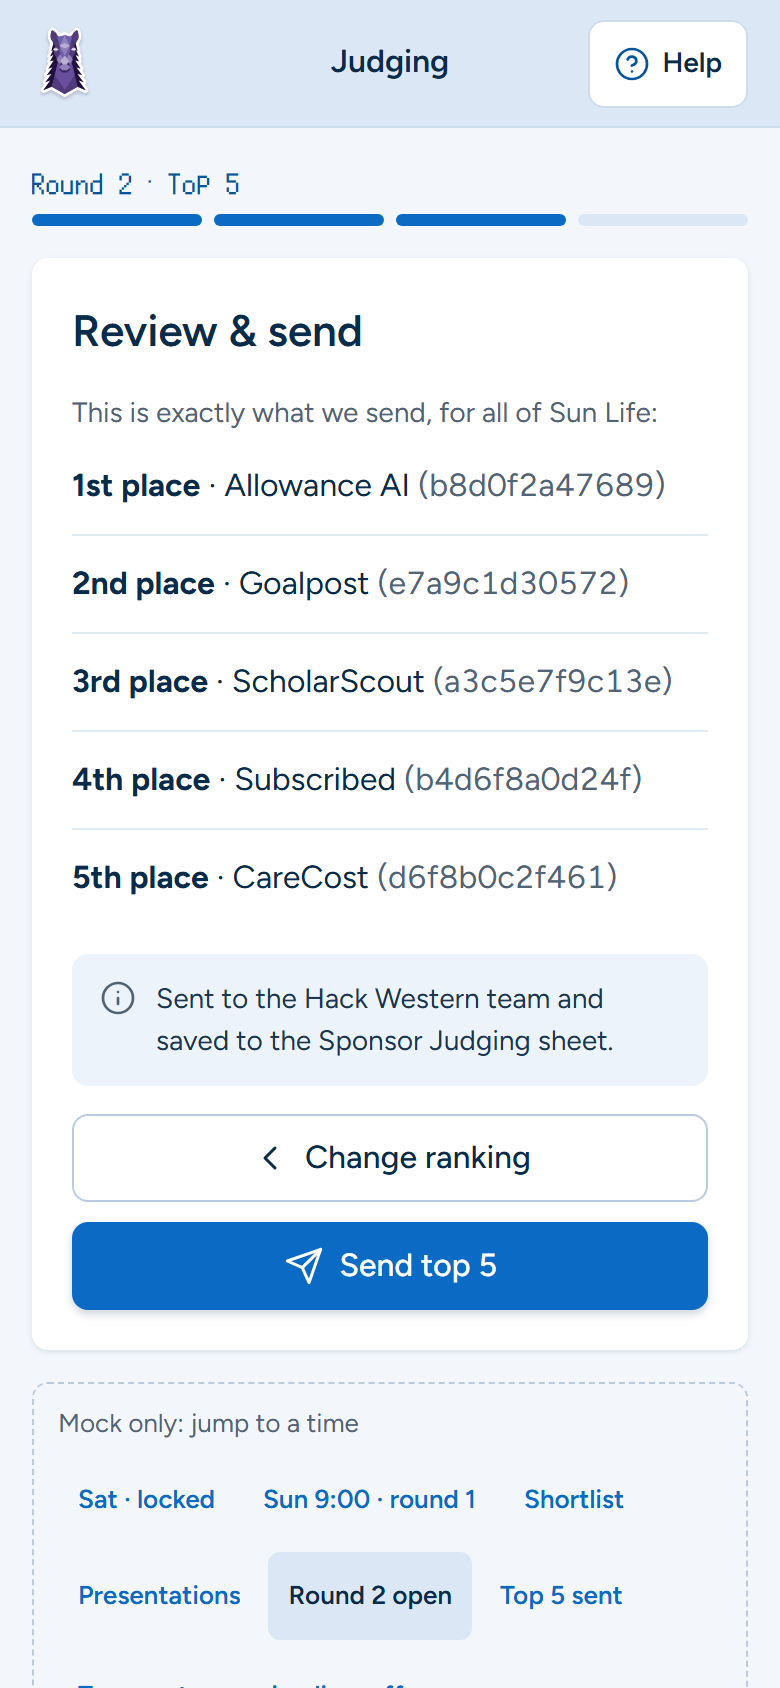 Judging
Help
Round 2 · Top 5
Review & send
This is exactly what we send, for all of Sun Life:
1st place · Allowance AI (b8d0f2a47689)
2nd place · Goalpost (e7a9c1d30572)
3rd place · ScholarScout (a3c5e7f9c13e)
4th place · Subscribed (b4d6f8a0d24f)
5th place · CareCost (d6f8b0c2f461)
Sent to the Hack Western team and
saved to the Sponsor Judging sheet.
Change ranking
Send top 5
Mock only: jump to a time
Sat · locked
Sun 9:00 · round 1
Shortlist
Presentations
Round 2 open
Top 5 sent